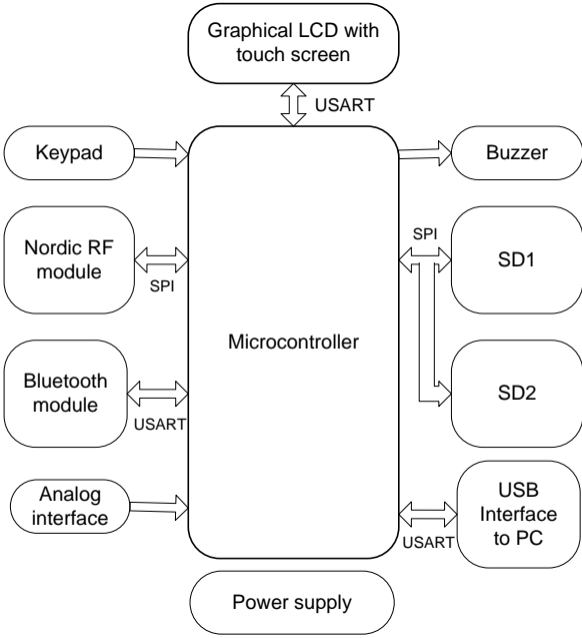 Graphical LCD with
touch screen
USART
Keypad
Buzzer
Nordic RF
module
SPI
SPI
SD1
Microcontroller
Bluetooth
module
USART
SD2
Analog
interface
USART
USB
Interface
to PC
Power supply